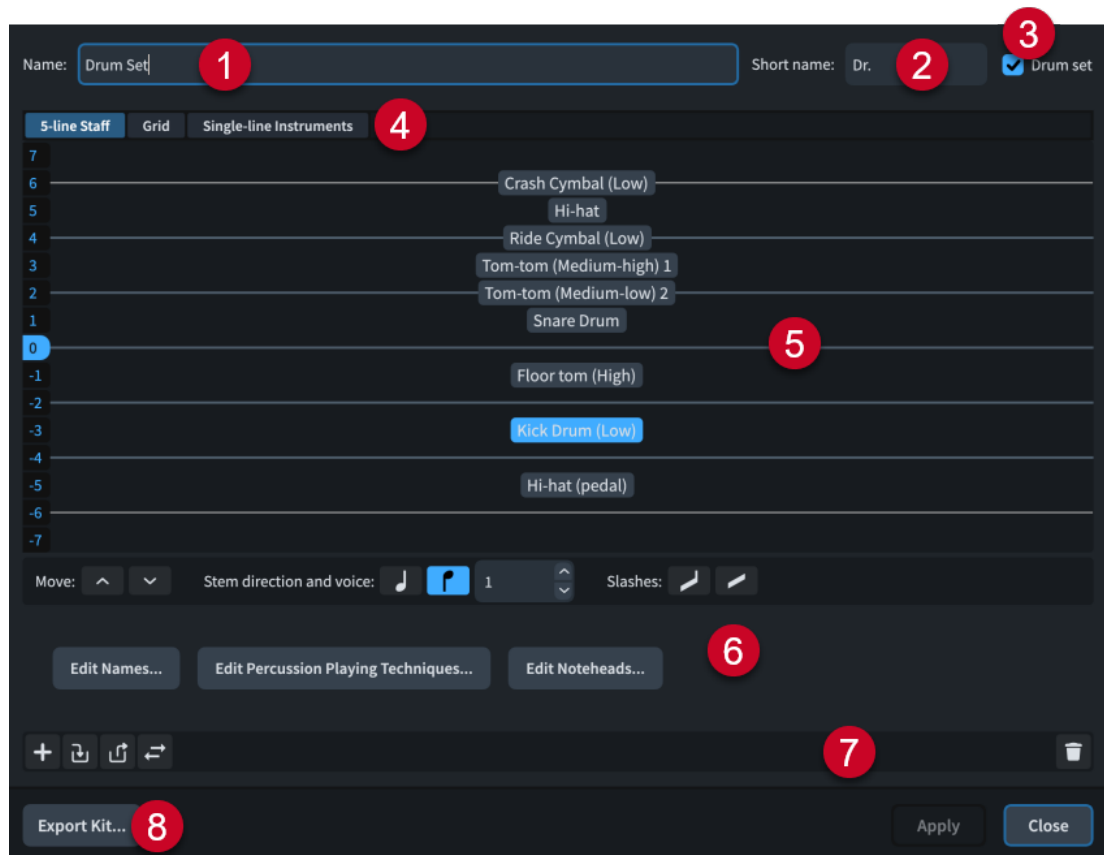 3
Name: Drum Set 1 Short name: Dr. 2 Drum set
5-line Staff Grid Single-line Instruments 4
7
6 Crash Cymbal (Low)
5 Hi-hat
4 Ride Cymbal (Low)
3 Tom-tom (Medium-high) 1
2 Tom-tom (Medium-low) 2
1 Snare Drum
0 5
-1 Floor tom (High)
-2
-3 Kick Drum (Low)
-4
-5 Hi-hat (pedal)
-6
-7
Move: Stem direction and voice: 1 Slashes:
6
Edit Names... Edit Percussion Playing Techniques... Edit Noteheads...
7
Export Kit... 8 Apply Close